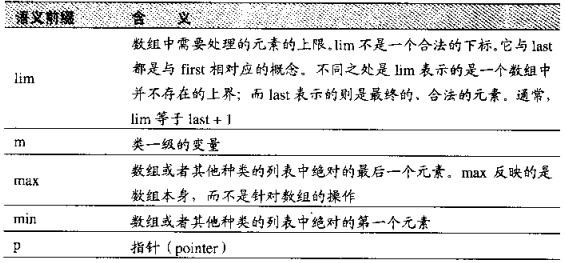 语义前缀 含 义
数组中需要处理的元素的上限。lim 不是一个合法的下标。它与 last
都是与 first 相对应的概念。不同之处是 lim 表示的是一个数组中
lim
并不存在的上界；而 last 表示的则是最终的、合法的元素。通常，
lim 等于 last + 1
m 类一级的变量
数组或者其他种类的列表中绝对的最后一个元素。max 反映的是
max
数组本身，而不是针对数组的操作
min 数组或者其他种类的列表中绝对的第一个元素
p 指针（pointer）